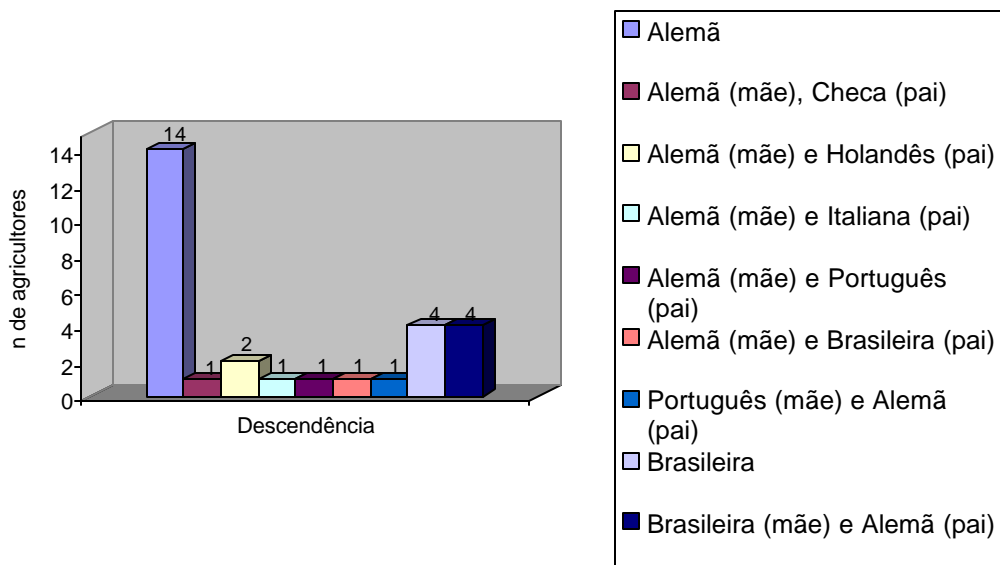 n de agricultores
14
12
10
8
6
4
2
0
14
1
2
1
1
1
1
4
4
Descendência
Alemã
Alemã (mãe), Checa (pai)
Alemã (mãe) e Holandês (pai)
Alemã (mãe) e Italiana (pai)
Alemã (mãe) e Português
(pai)
Alemã (mãe) e Brasileira (pai)
Português (mãe) e Alemã
(pai)
Brasileira
Brasileira (mãe) e Alemã (pai)